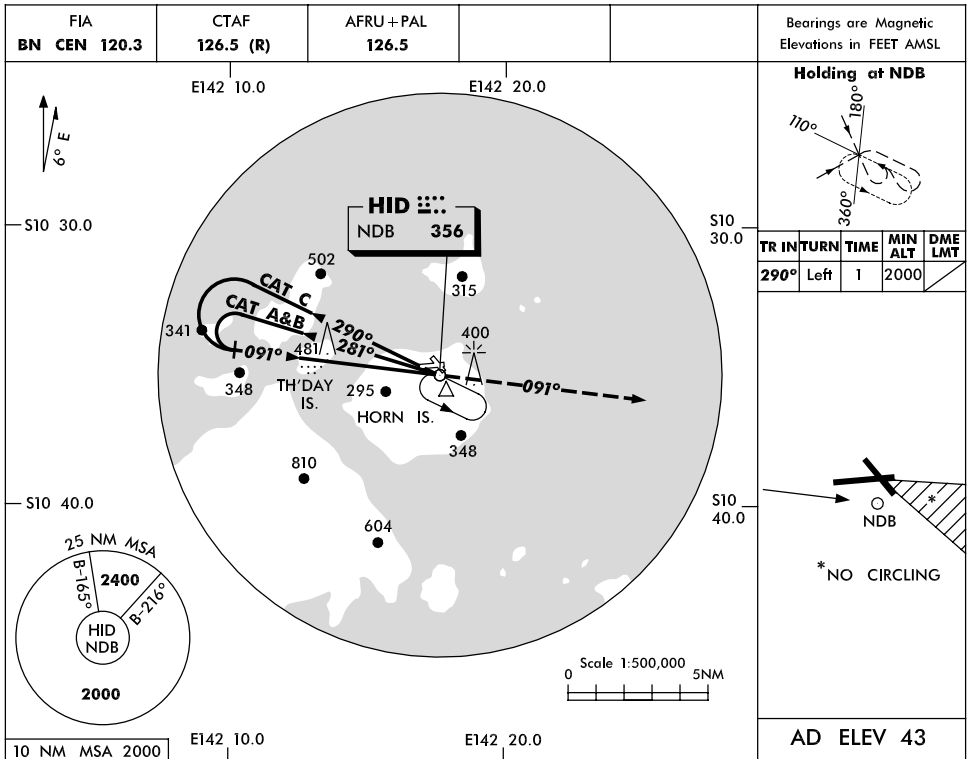 FIA
BN CEN 120.3
CTAF
126.5 (R)
AFRU + PAL
126.5
Bearings are Magnetic
Elevations in FEET AMSL
E142 10.0
E142 20.0
6° E
S10 30.0
S10
30.0
HID
NDB 356
502
315
CAT C
CAT A&B
290°
281°
341
091°
481
400
348
TH'DAY
IS.
295
HORN IS.
091°
348
810
604
S10 40.0
S10
40.0
25 NM MSA
B-165°
2400
B-216°
HID
NDB
2000
10 NM MSA 2000
E142 10.0
E142 20.0
Scale 1:500,000
0 5NM
Holding at NDB
180°
110°
360°
TR IN TURN TIME MIN ALT DME LMT
290° Left 1 2000
*
NDB
*NO CIRCLING
AD ELEV 43